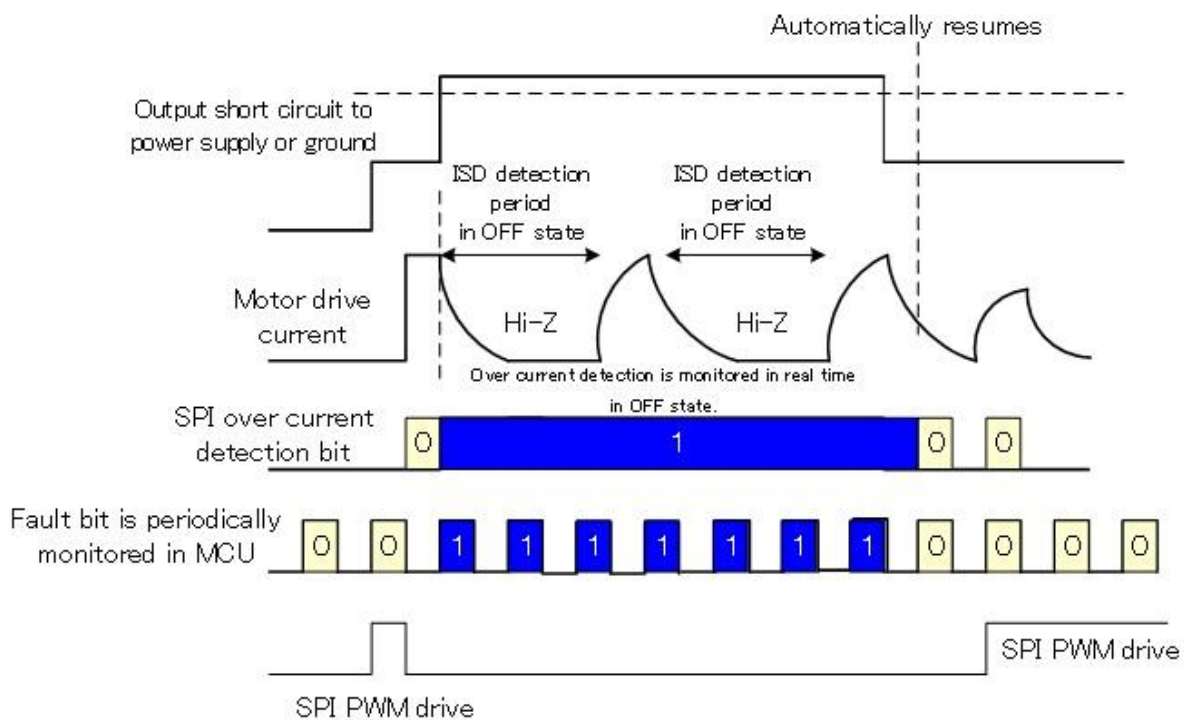 Automatically resumes
Output short circuit to
power supply or ground
ISD detection
period
in OFF state
ISD detection
period
in OFF state
Motor drive
current
Hi-Z
Hi-Z
Over current detection is monitored in real time
in OFF state.
SPI over current
detection bit
0
1
0
0
Fault bit is periodically
monitored in MCU
0
0
1
1
1
1
1
1
1
0
0
0
0
SPI PWM drive
SPI PWM drive